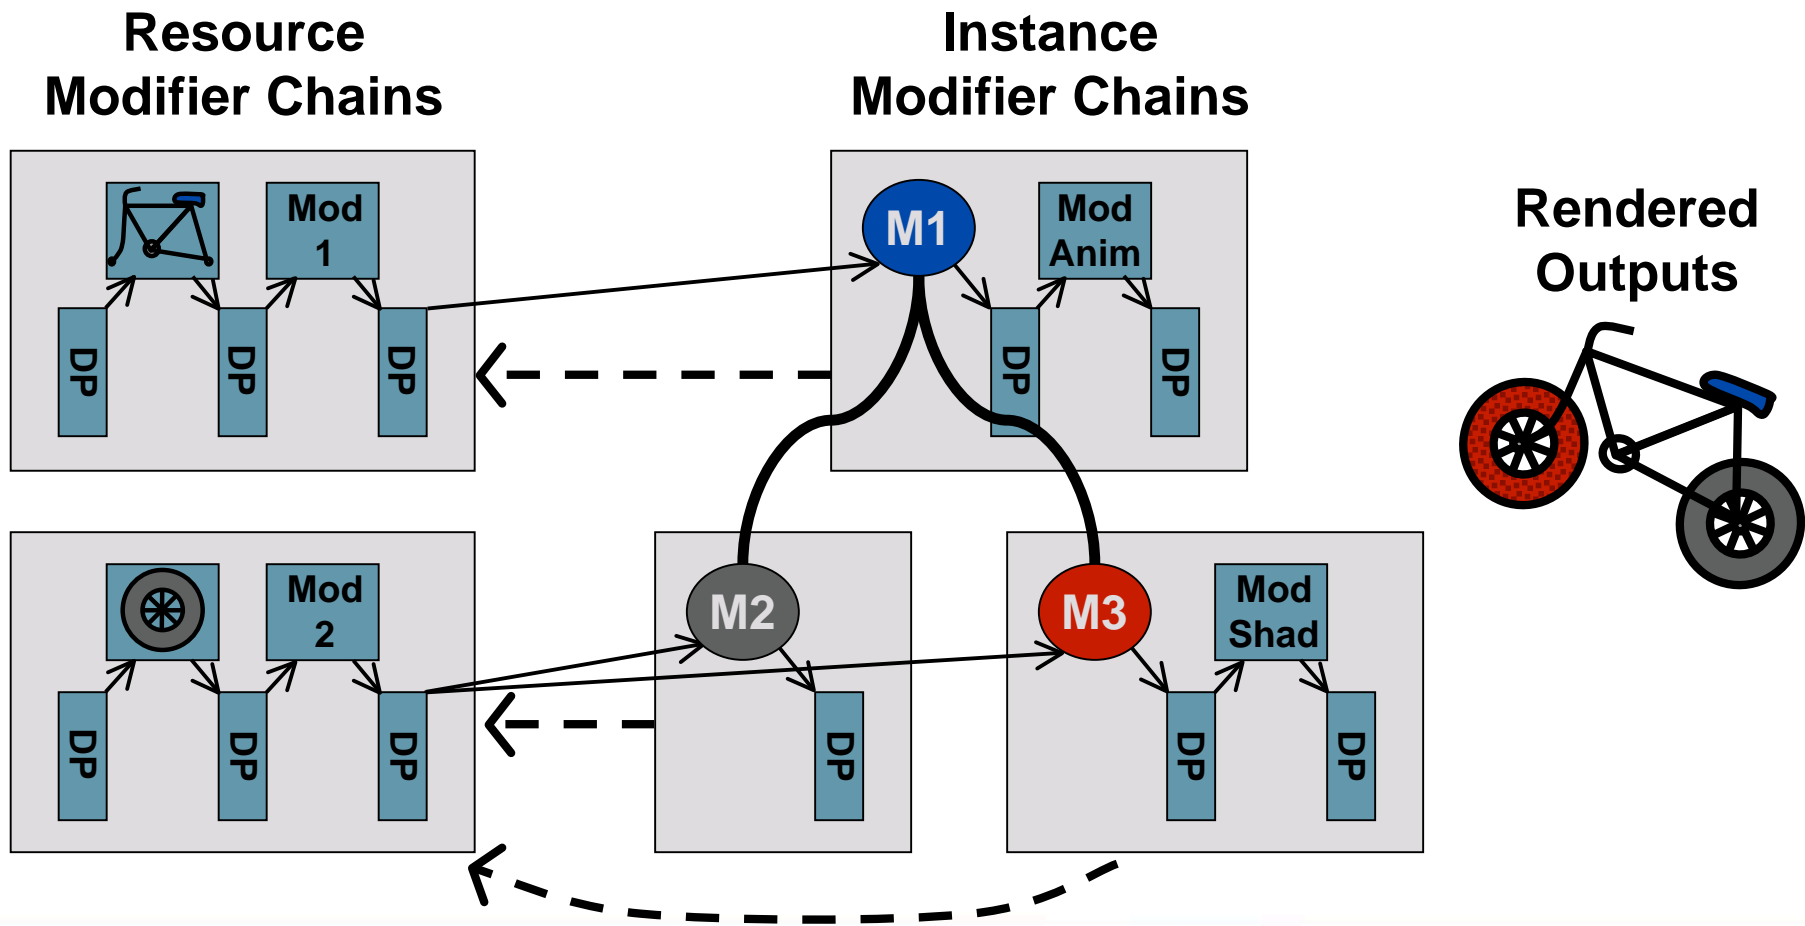 Resource
Modifier Chains
Instance
Modifier Chains
Rendered
Outputs
Mod
1
DP
DP
DP
M1
Mod
Anim
DP
DP
Mod
2
DP
DP
DP
M2
DP
M3
Mod
Shad
DP
DP